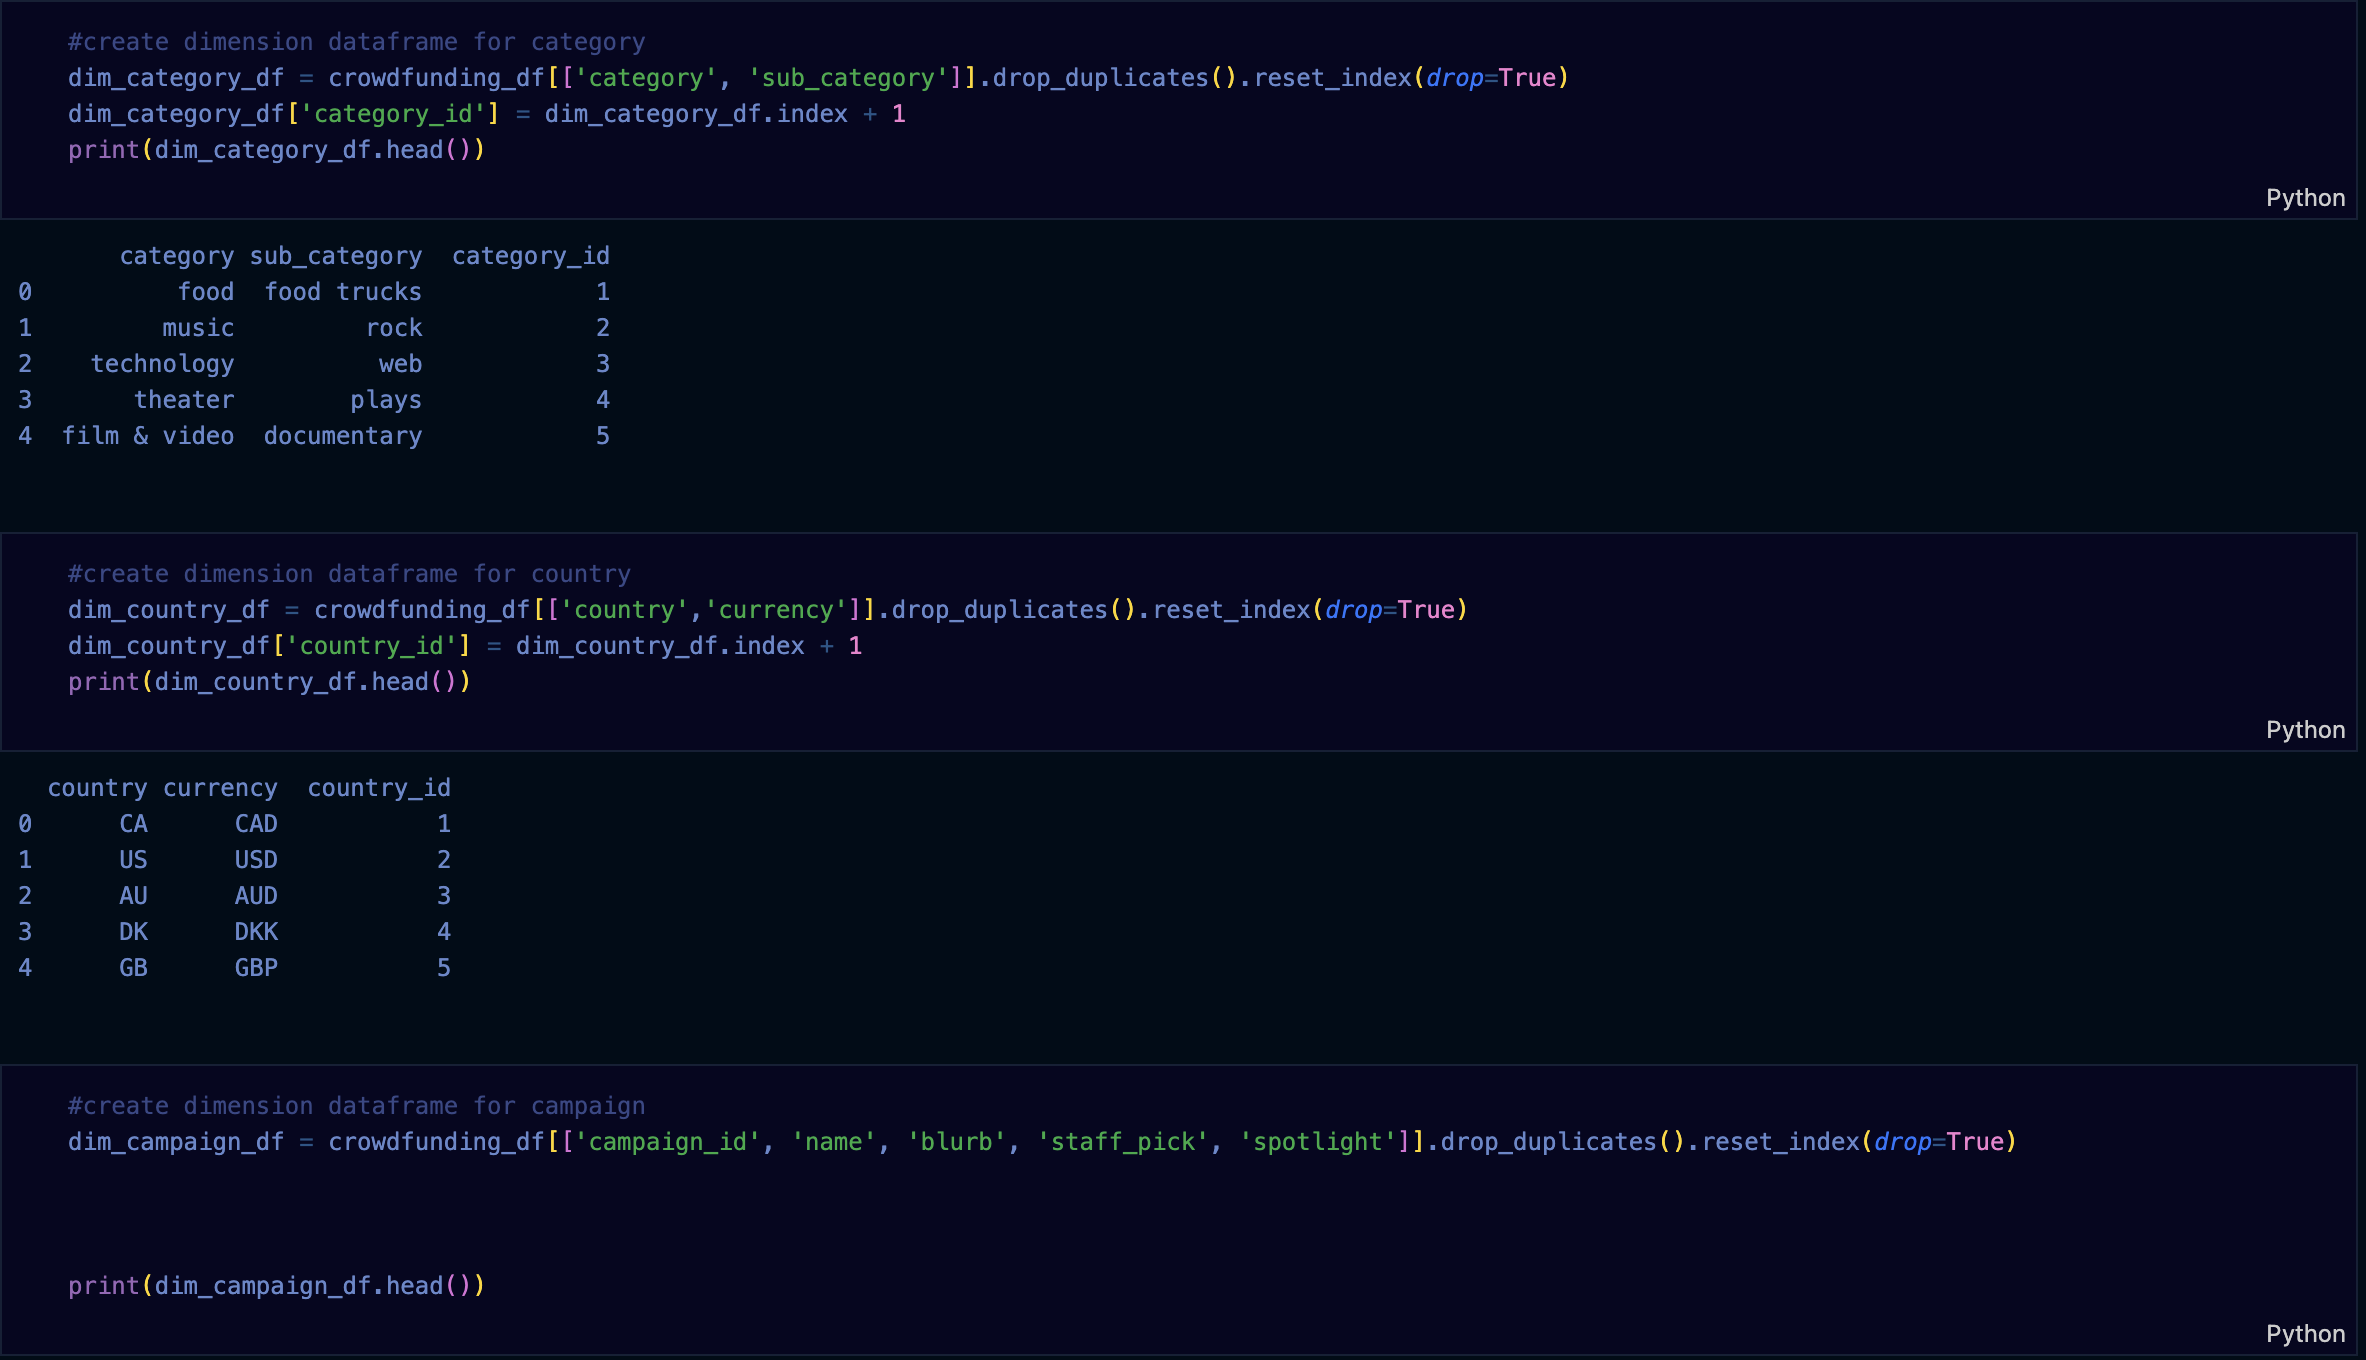 #create dimension dataframe for category
dim_category_df = crowdfunding_df[['category', 'sub_category']].drop_duplicates().reset_index(drop=True)
dim_category_df['category_id'] = dim_category_df.index + 1
print(dim_category_df.head())
Python
category sub_category category_id
0 food food trucks 1
1 music rock 2
2 technology web 3
3 theater plays 4
4 film & video documentary 5
#create dimension dataframe for country
dim_country_df = crowdfunding_df[['country','currency']].drop_duplicates().reset_index(drop=True)
dim_country_df['country_id'] = dim_country_df.index + 1
print(dim_country_df.head())
Python
country currency country_id
0 CA CAD 1
1 US USD 2
2 AU AUD 3
3 DK DKK 4
4 GB GBP 5
#create dimension dataframe for campaign
dim_campaign_df = crowdfunding_df[['campaign_id', 'name', 'blurb', 'staff_pick', 'spotlight']].drop_duplicates().reset_index(drop=True)
print(dim_campaign_df.head())
Python